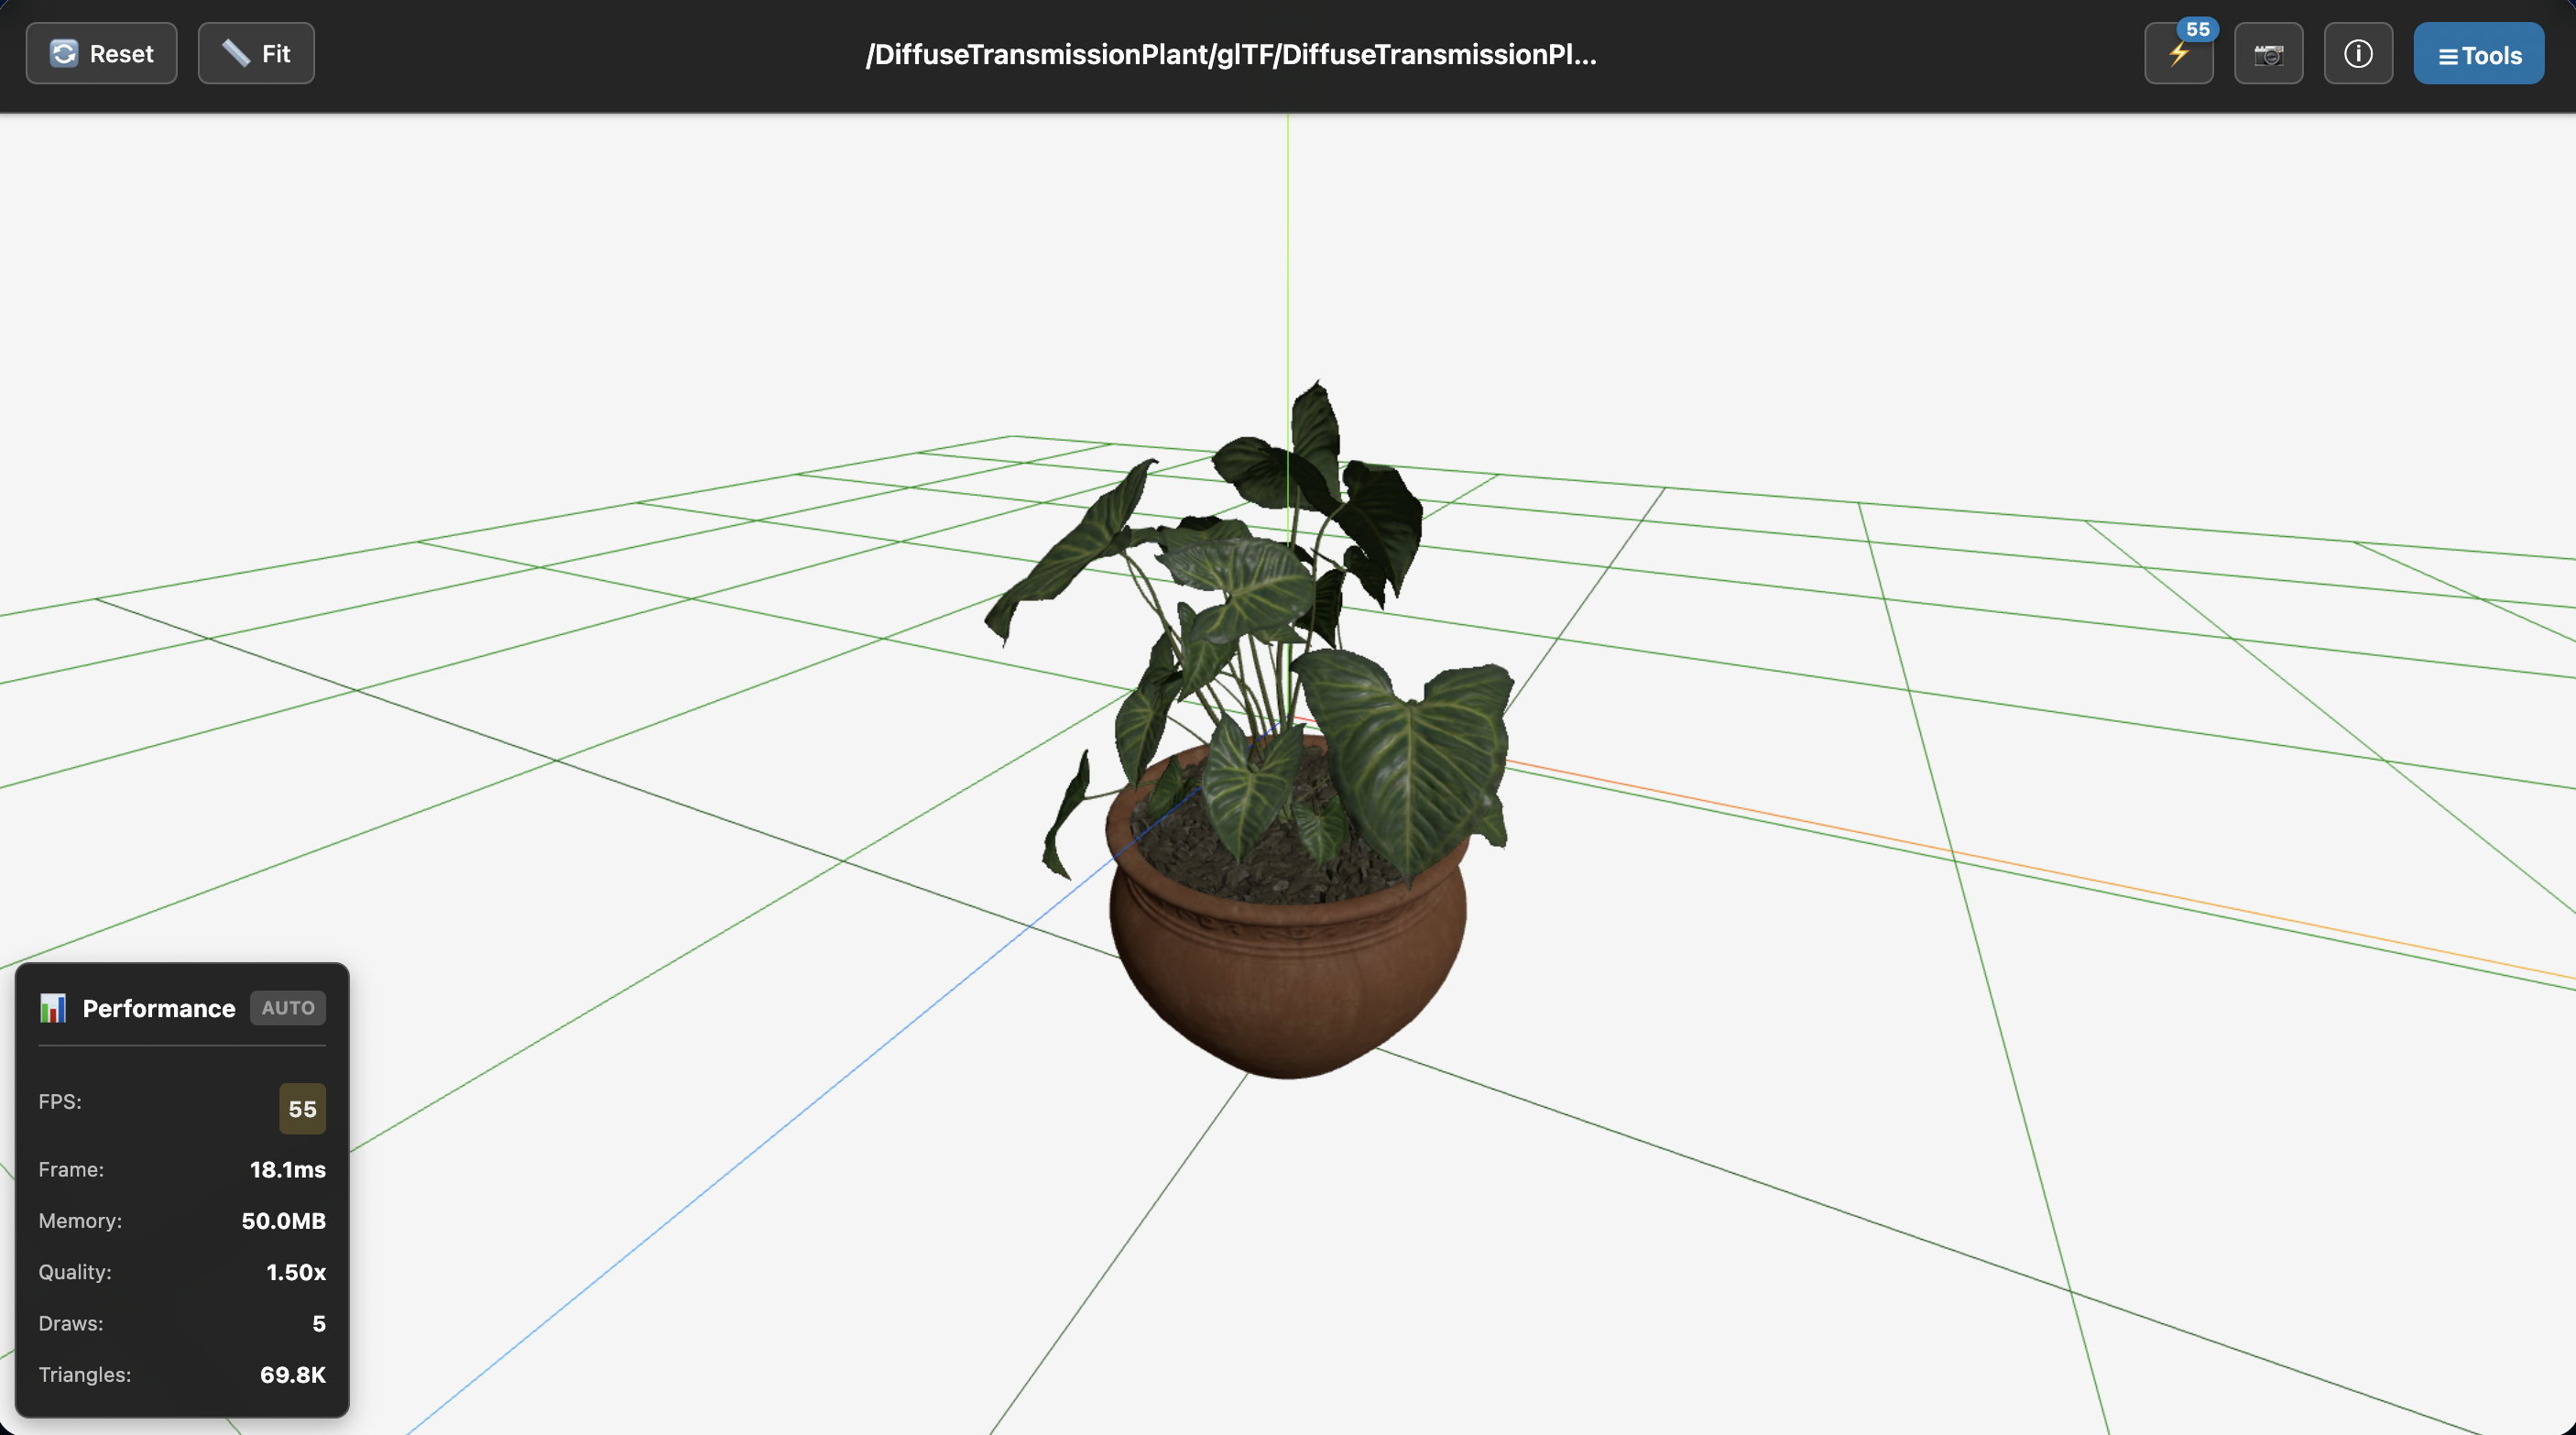 Reset
Fit
/DiffuseTransmissionPlant/glTF/DiffuseTransmissionPl...
55
Tools
Performance AUTO
FPS: 55
Frame: 18.1ms
Memory: 50.0MB
Quality: 1.50x
Draws: 5
Triangles: 69.8K